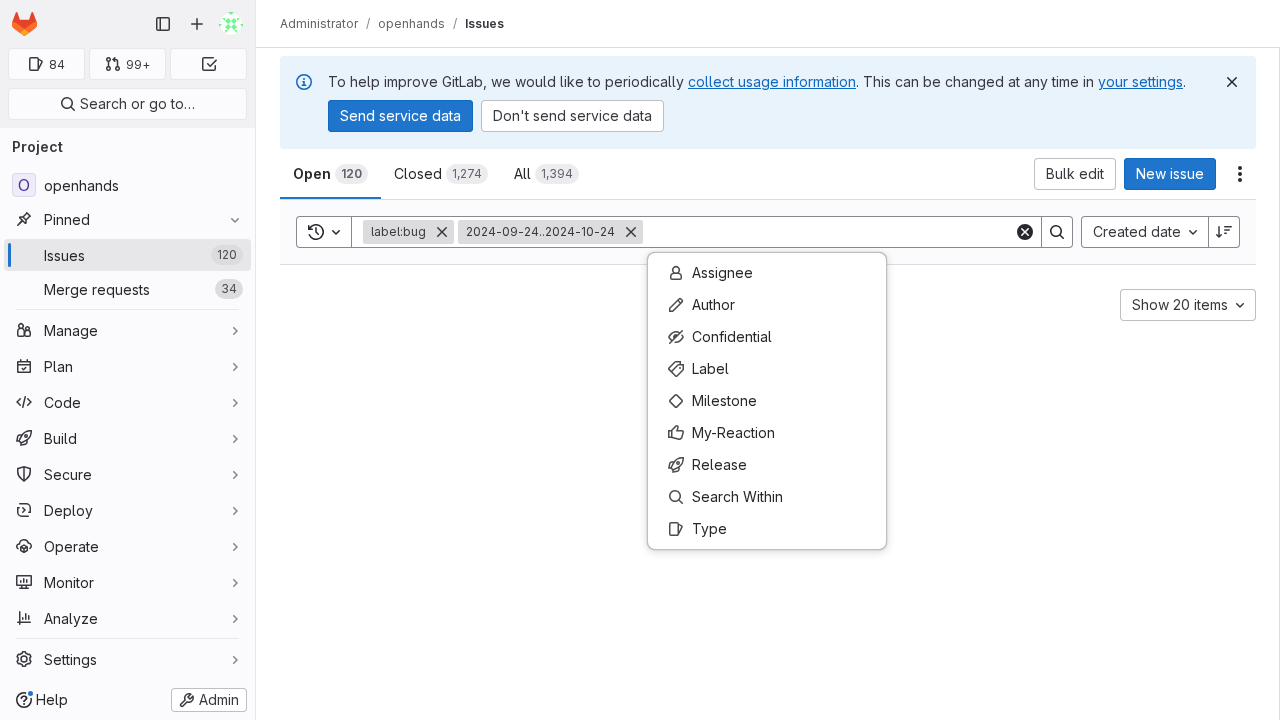 Administrator / openhands / Issues
84
99+
Search or go to…
To help improve GitLab, we would like to periodically collect usage information. This can be changed at any time in your settings.
Send service data
Don't send service data
Project
O openhands
Pinned
Issues 120
Merge requests 34
Manage
Plan
Code
Build
Secure
Deploy
Operate
Monitor
Analyze
Settings
Help
Admin
Open 120
Closed 1,274
All 1,394
Bulk edit
New issue
label:bug
2024-09-24..2024-10-24
Created date
Assignee
Author
Confidential
Label
Milestone
My-Reaction
Release
Search Within
Type
Show 20 items